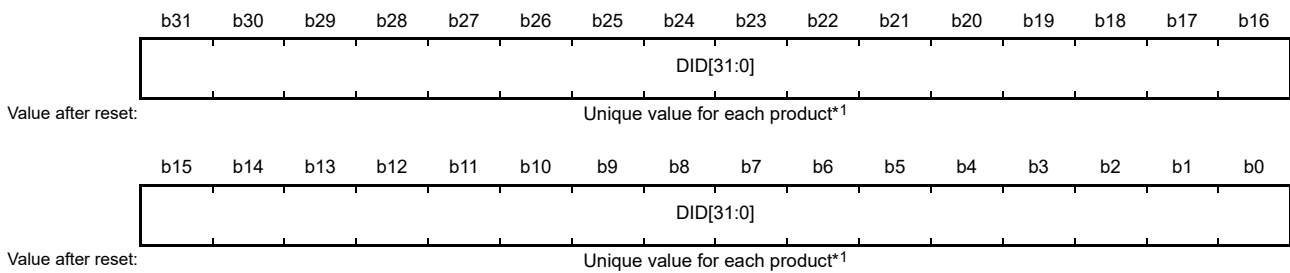 b31 b30 b29 b28 b27 b26 b25 b24 b23 b22 b21 b20 b19 b18 b17 b16
DID[31:0]
Value after reset: Unique value for each product*1
b15 b14 b13 b12 b11 b10 b9 b8 b7 b6 b5 b4 b3 b2 b1 b0
DID[31:0]
Value after reset: Unique value for each product*1